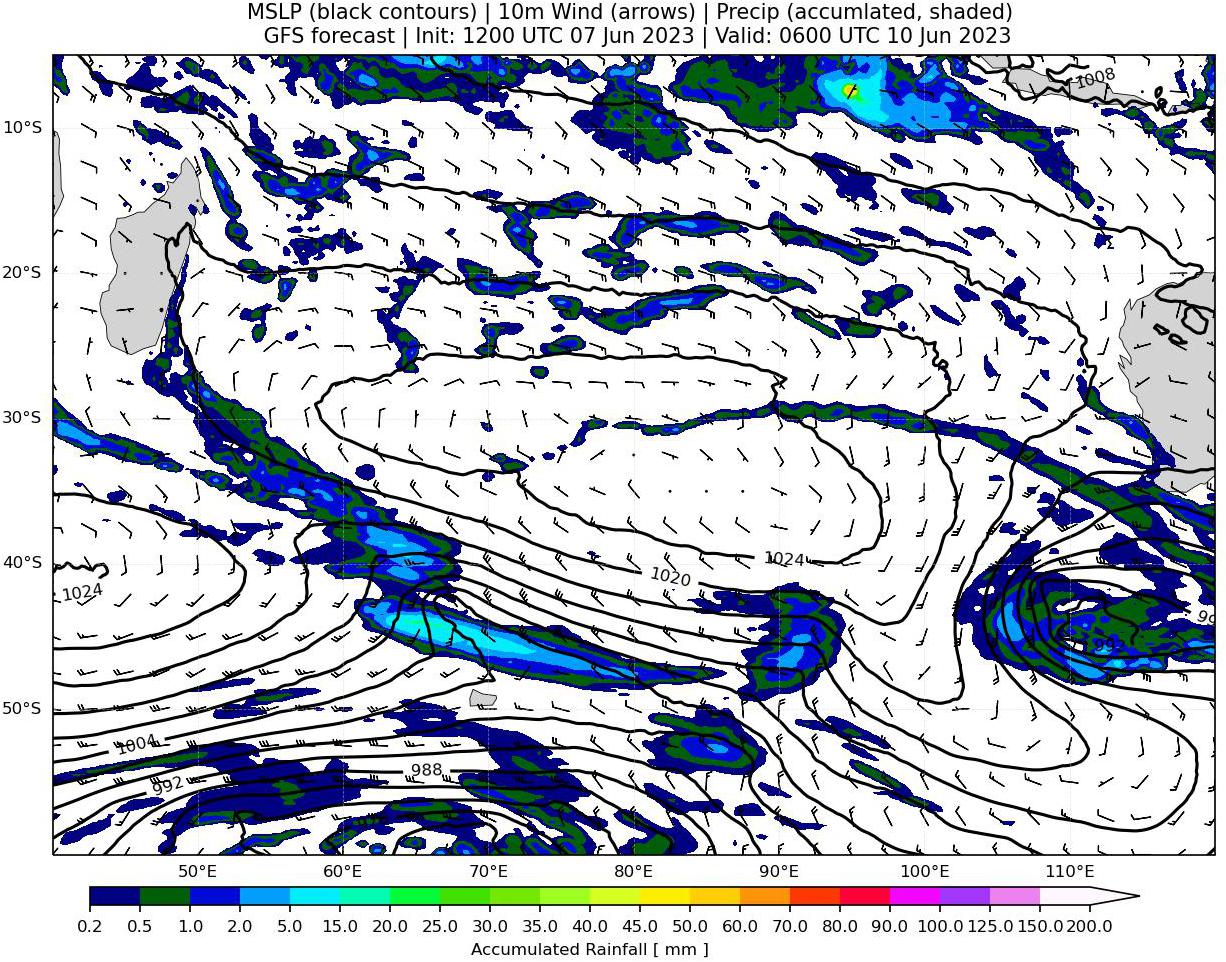 MSLP (black contours) | 10m Wind (arrows) | Precip (accumlated, shaded)
GFS forecast | Init: 1200 UTC 07 Jun 2023 | Valid: 0600 UTC 10 Jun 2023
1008
10°S
20°S
30°S
40°S
1024
1020
1024
992
50°S
1004
988
992
50°E 60°E 70°E 80°E 90°E 100°E 110°E
0.2 0.5 1.0 2.0 5.0 15.0 20.0 25.0 30.0 35.0 40.0 45.0 50.0 60.0 70.0 80.0 90.0 100.0 125.0 150.0 200.0
Accumulated Rainfall [ mm ]